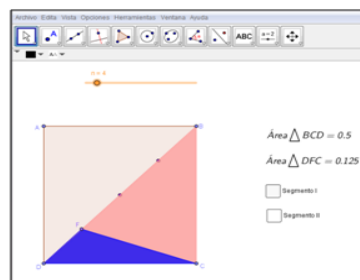 Archivo Edita Vista Opciones Herramientas Ventana Ayuda
ABC
a=2
n = 4
A
B
Área △ BCD = 0.5
Área △ DFC = 0.125
Segmento I
Segmento II
F
D
C